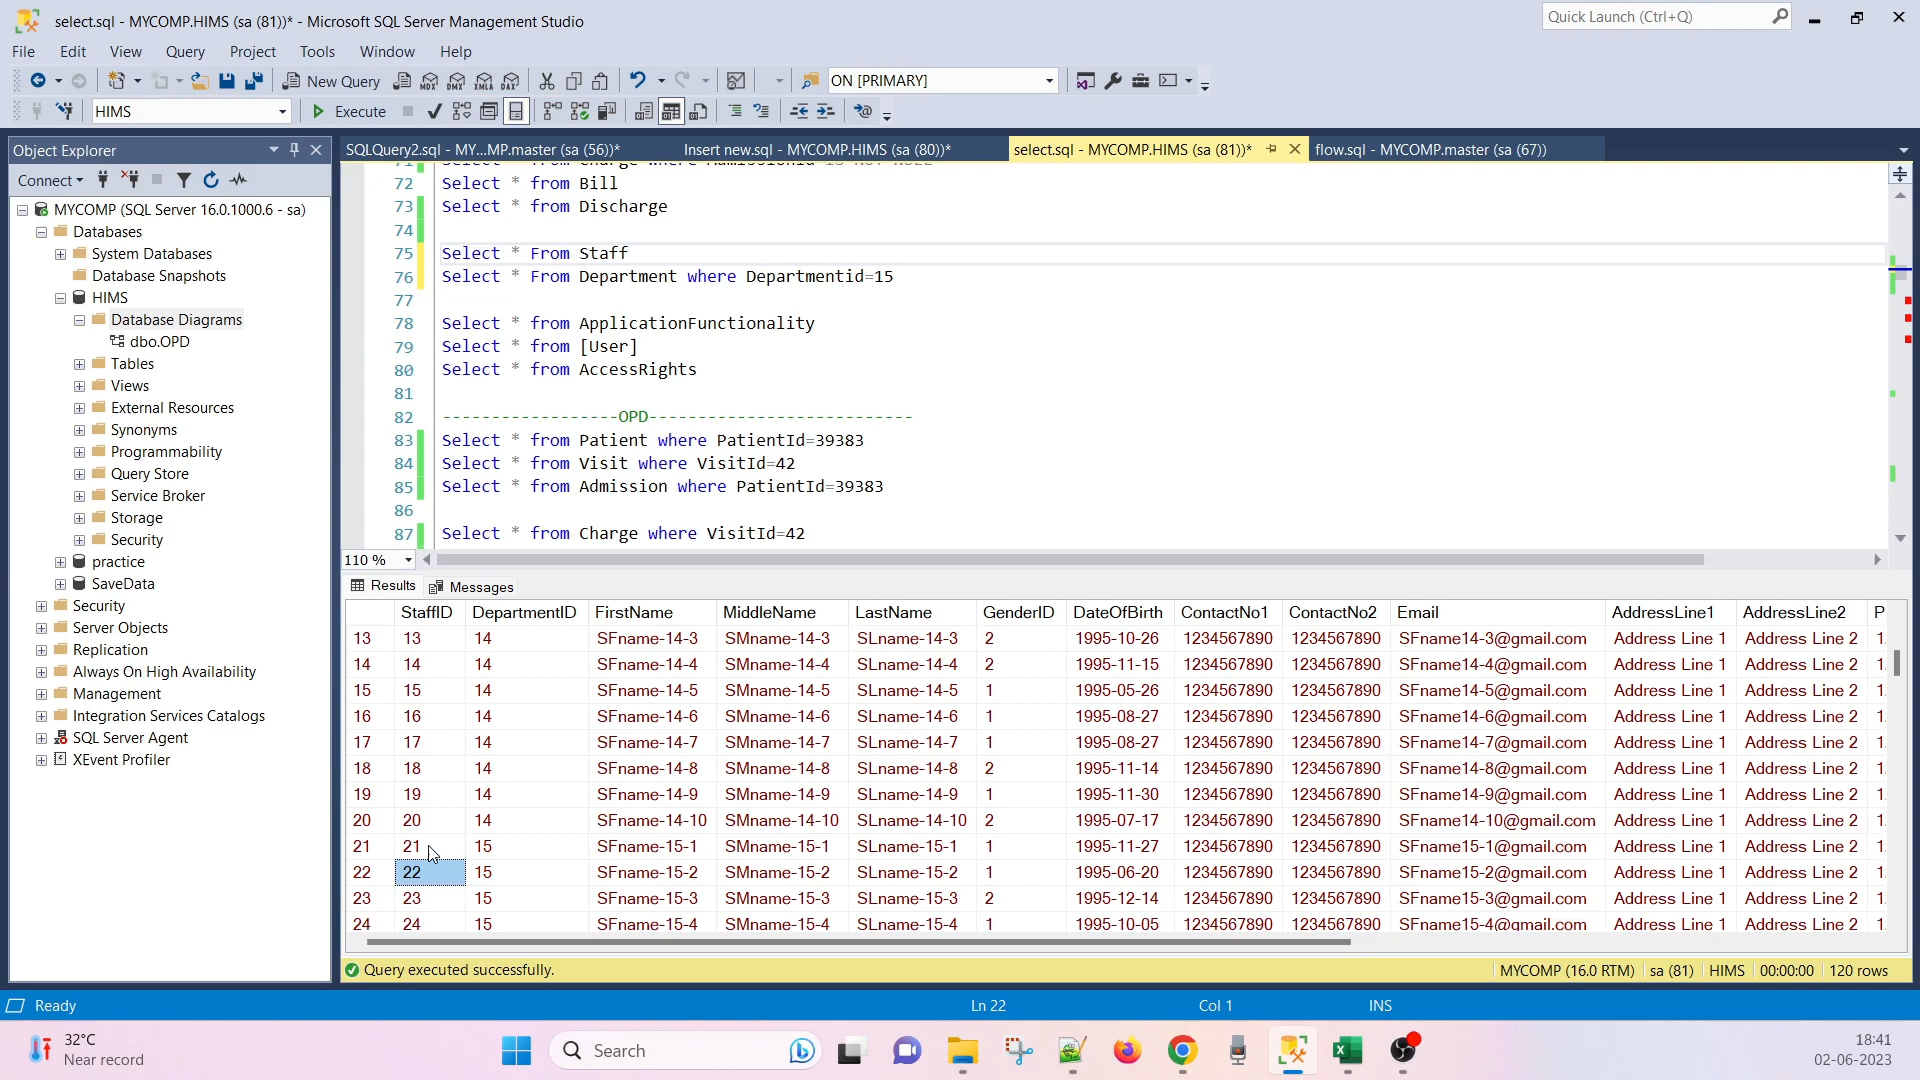 select.sql - MYCOMP.HIMS (sa (81))* - Microsoft SQL Server Management Studio
Quick Launch (Ctrl+Q)
File Edit View Query Project Tools Window Help
New Query MDX DMX XMLA DAX ON [PRIMARY]
HIMS Execute
Object Explorer
SQLQuery2.sql - MY...MP.master (sa (56))* Insert new.sql - MYCOMP.HIMS (sa (80))* select.sql - MYCOMP.HIMS (sa (81))* flow.sql - MYCOMP.master (sa (67))
Connect
MYCOMP (SQL Server 16.0.1000.6 - sa)
Databases
System Databases
Database Snapshots
HIMS
Database Diagrams
dbo.OPD
Tables
Views
External Resources
Synonyms
Programmability
Query Store
Service Broker
Storage
Security
practice
SaveData
Security
Server Objects
Replication
Always On High Availability
Management
Integration Services Catalogs
SQL Server Agent
XEvent Profiler
71 Select * from Charge where AdmissionId IS NOT NULL
72 Select * from Bill
73 Select * from Discharge
74
75 Select * From Staff
76 Select * From Department where Departmentid=15
77
78 Select * from ApplicationFunctionality
79 Select * from [User]
80 Select * from AccessRights
81
82 ------------------OPD---------------------------
83 Select * from Patient where PatientId=39383
84 Select * from Visit where VisitId=42
85 Select * from Admission where PatientId=39383
86
87 Select * from Charge where VisitId=42
110 %
Results Messages
StaffID DepartmentID FirstName MiddleName LastName GenderID DateOfBirth ContactNo1 ContactNo2 Email AddressLine1 AddressLine2 P
13 13 14 SFname-14-3 SMname-14-3 SLname-14-3 2 1995-10-26 1234567890 1234567890 SFname14-3@gmail.com Address Line 1 Address Line 2 1
14 14 14 SFname-14-4 SMname-14-4 SLname-14-4 2 1995-11-15 1234567890 1234567890 SFname14-4@gmail.com Address Line 1 Address Line 2 1
15 15 14 SFname-14-5 SMname-14-5 SLname-14-5 1 1995-05-26 1234567890 1234567890 SFname14-5@gmail.com Address Line 1 Address Line 2 1
16 16 14 SFname-14-6 SMname-14-6 SLname-14-6 1 1995-08-27 1234567890 1234567890 SFname14-6@gmail.com Address Line 1 Address Line 2 1
17 17 14 SFname-14-7 SMname-14-7 SLname-14-7 1 1995-08-27 1234567890 1234567890 SFname14-7@gmail.com Address Line 1 Address Line 2 1
18 18 14 SFname-14-8 SMname-14-8 SLname-14-8 2 1995-11-14 1234567890 1234567890 SFname14-8@gmail.com Address Line 1 Address Line 2 1
19 19 14 SFname-14-9 SMname-14-9 SLname-14-9 1 1995-11-30 1234567890 1234567890 SFname14-9@gmail.com Address Line 1 Address Line 2 1
20 20 14 SFname-14-10 SMname-14-10 SLname-14-10 2 1995-07-17 1234567890 1234567890 SFname14-10@gmail.com Address Line 1 Address Line 2 1
21 21 15 SFname-15-1 SMname-15-1 SLname-15-1 1 1995-11-27 1234567890 1234567890 SFname15-1@gmail.com Address Line 1 Address Line 2 1
22 22 15 SFname-15-2 SMname-15-2 SLname-15-2 1 1995-06-20 1234567890 1234567890 SFname15-2@gmail.com Address Line 1 Address Line 2 1
23 23 15 SFname-15-3 SMname-15-3 SLname-15-3 2 1995-12-14 1234567890 1234567890 SFname15-3@gmail.com Address Line 1 Address Line 2 1
24 24 15 SFname-15-4 SMname-15-4 SLname-15-4 1 1995-10-05 1234567890 1234567890 SFname15-4@gmail.com Address Line 1 Address Line 2 1
Query executed successfully. MYCOMP (16.0 RTM) sa (81) HIMS 00:00:00 120 rows
Ready Ln 22 Col 1 INS
32°C
Near record
Search
18:41
02-06-2023